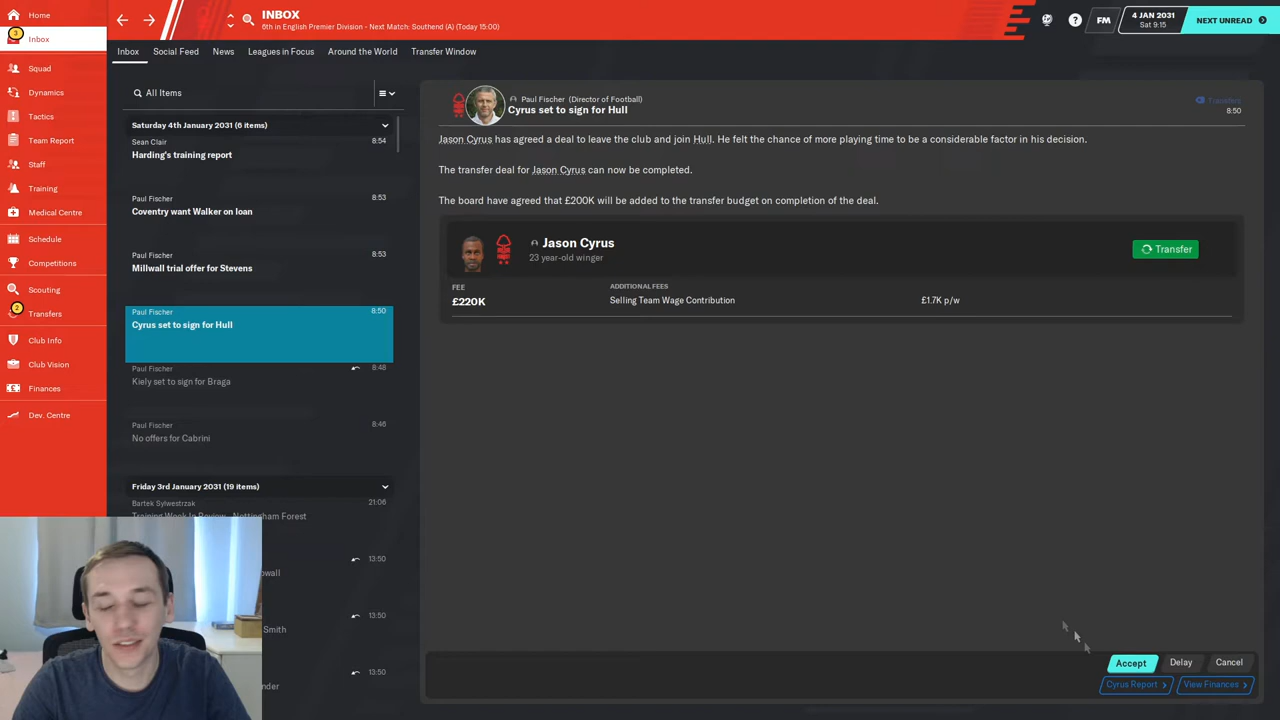 Home
3
Inbox
Squad
Dynamics
Tactics
Team Report
Staff
Training
Medical Centre
Schedule
Competitions
Scouting
2
Transfers
Club Info
Club Vision
Finances
Dev. Centre
INBOX
6th in English Premier Division - Next Match: Southend (A) (Today 15:00)
?
FM
4 JAN 2031
Sat 9:15
NEXT UNREAD
Inbox
Social Feed
News
Leagues in Focus
Around the World
Transfer Window
All Items
Saturday 4th January 2031 (6 items)
Sean Clair 8:54
Harding's training report
Paul Fischer 8:53
Coventry want Walker on loan
Paul Fischer 8:53
Millwall trial offer for Stevens
Paul Fischer 8:50
Cyrus set to sign for Hull
Paul Fischer 8:48
Kiely set to sign for Braga
Paul Fischer 8:46
No offers for Cabrini
Friday 3rd January 2031 (19 items)
Bartek Sylwestrzak 21:06
Training Week In Review - Nottingham Forest
13:50
13:50
Smith
13:50
Paul Fischer (Director of Football)
Cyrus set to sign for Hull
Transfers
8:50
Jason Cyrus has agreed a deal to leave the club and join Hull. He felt the chance of more playing time to be a considerable factor in his decision.
The transfer deal for Jason Cyrus can now be completed.
The board have agreed that £200K will be added to the transfer budget on completion of the deal.
Jason Cyrus
23 year-old winger
Transfer
FEE
£220K
ADDITIONAL FEES
Selling Team Wage Contribution £1.7K p/w
Accept
Delay
Cancel
Cyrus Report
View Finances